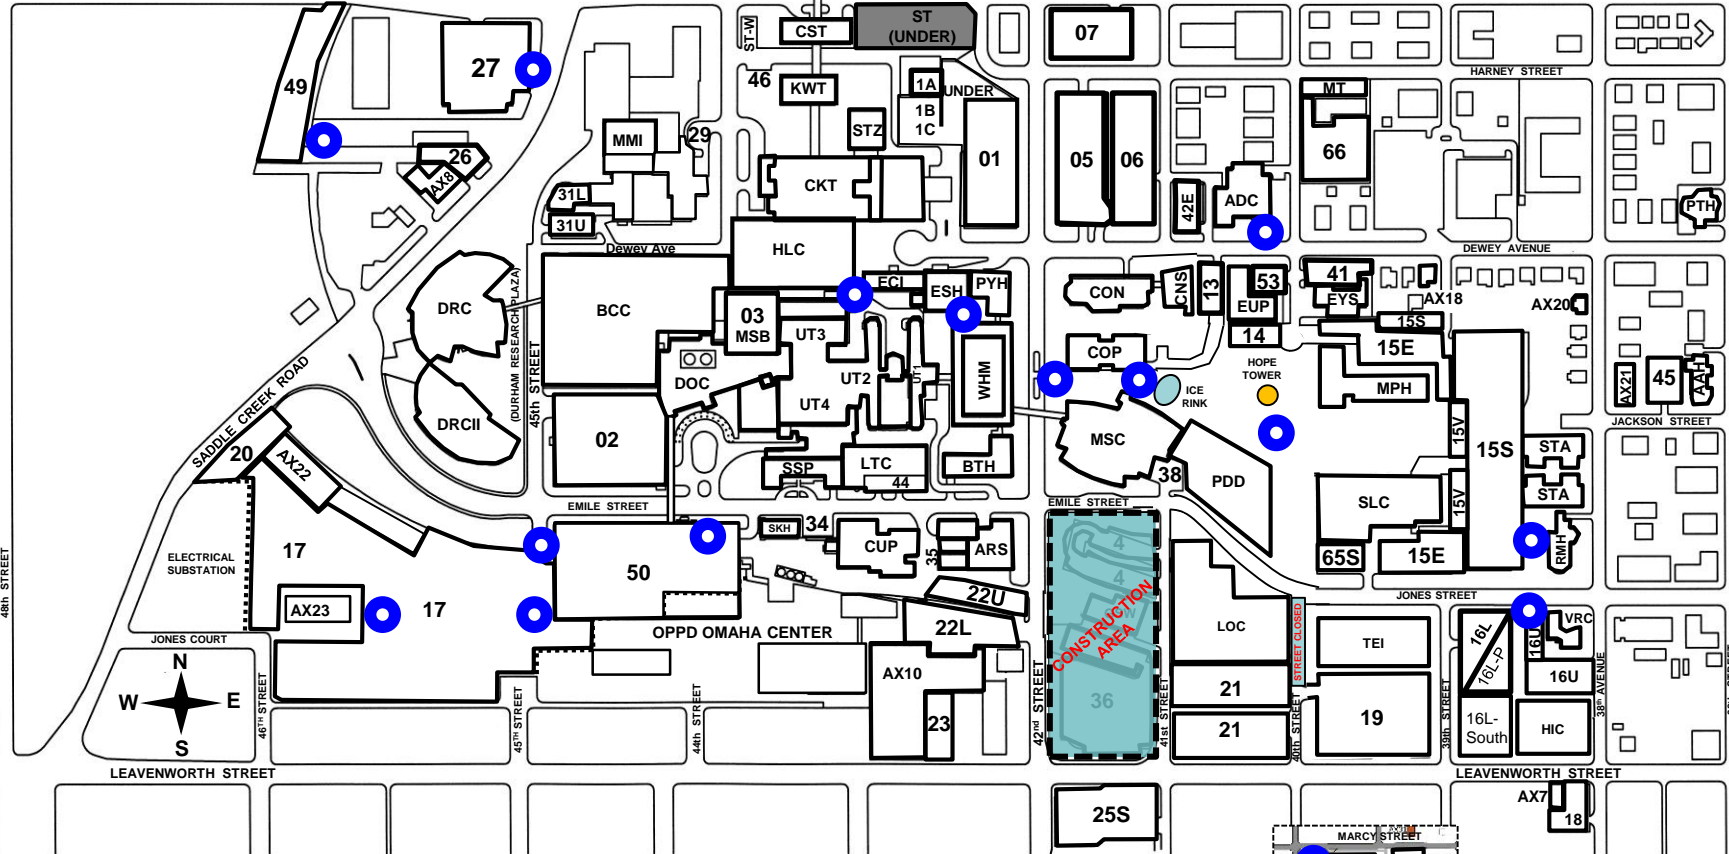 ST
(UNDER)
ST-W
CST
07
27
49
46
KWT
1A
UNDER
1B
1C
HARNEY STREET
MT
MMI
29
STZ
26
AX8
01
05
06
66
CKT
31L
31U
42E
ADC
PTH
Dewey Ave
HLC
DEWEY AVENUE
DRC
(DURHAM RESEARCH PLAZA)
BCC
03
MSB
ECI
ESH
PYH
CON
CNS
13
53
EUP
14
41
EYS
AX18
AX20
15S
15E
UT3
UT2
UT1
UT4
DOC
WHM
COP
ICE
RINK
HOPE
TOWER
MPH
AX21
45
AAH
45th STREET
SADDLE CREEK ROAD
DRCII
02
MSC
JACKSON STREET
20
AX22
SSP
LTC
44
BTH
38
PDD
15V
15S
STA
STA
SLC
15V
EMILE STREET
EMILE STREET
SKH
34
CUP
35
ARS
4
4
65S
15E
RMH
ELECTRICAL
SUBSTATION
17
50
48th STREET
AX23
17
22U
JONES STREET
CONSTRUCTION
AREA
LOC
STREET CLOSED
TEI
16L
16L-P
16U
VRC
16U
JONES COURT
OPPD OMAHA CENTER
22L
N
W
E
S
46TH STREET
45TH STREET
44th STREET
AX10
23
42nd STREET
36
41st STREET
21
21
40th STREET
19
39th STREET
16L-
South
HIC
38th AVENUE
LEAVENWORTH STREET
LEAVENWORTH STREET
25S
AX7
18
MARCY STREET